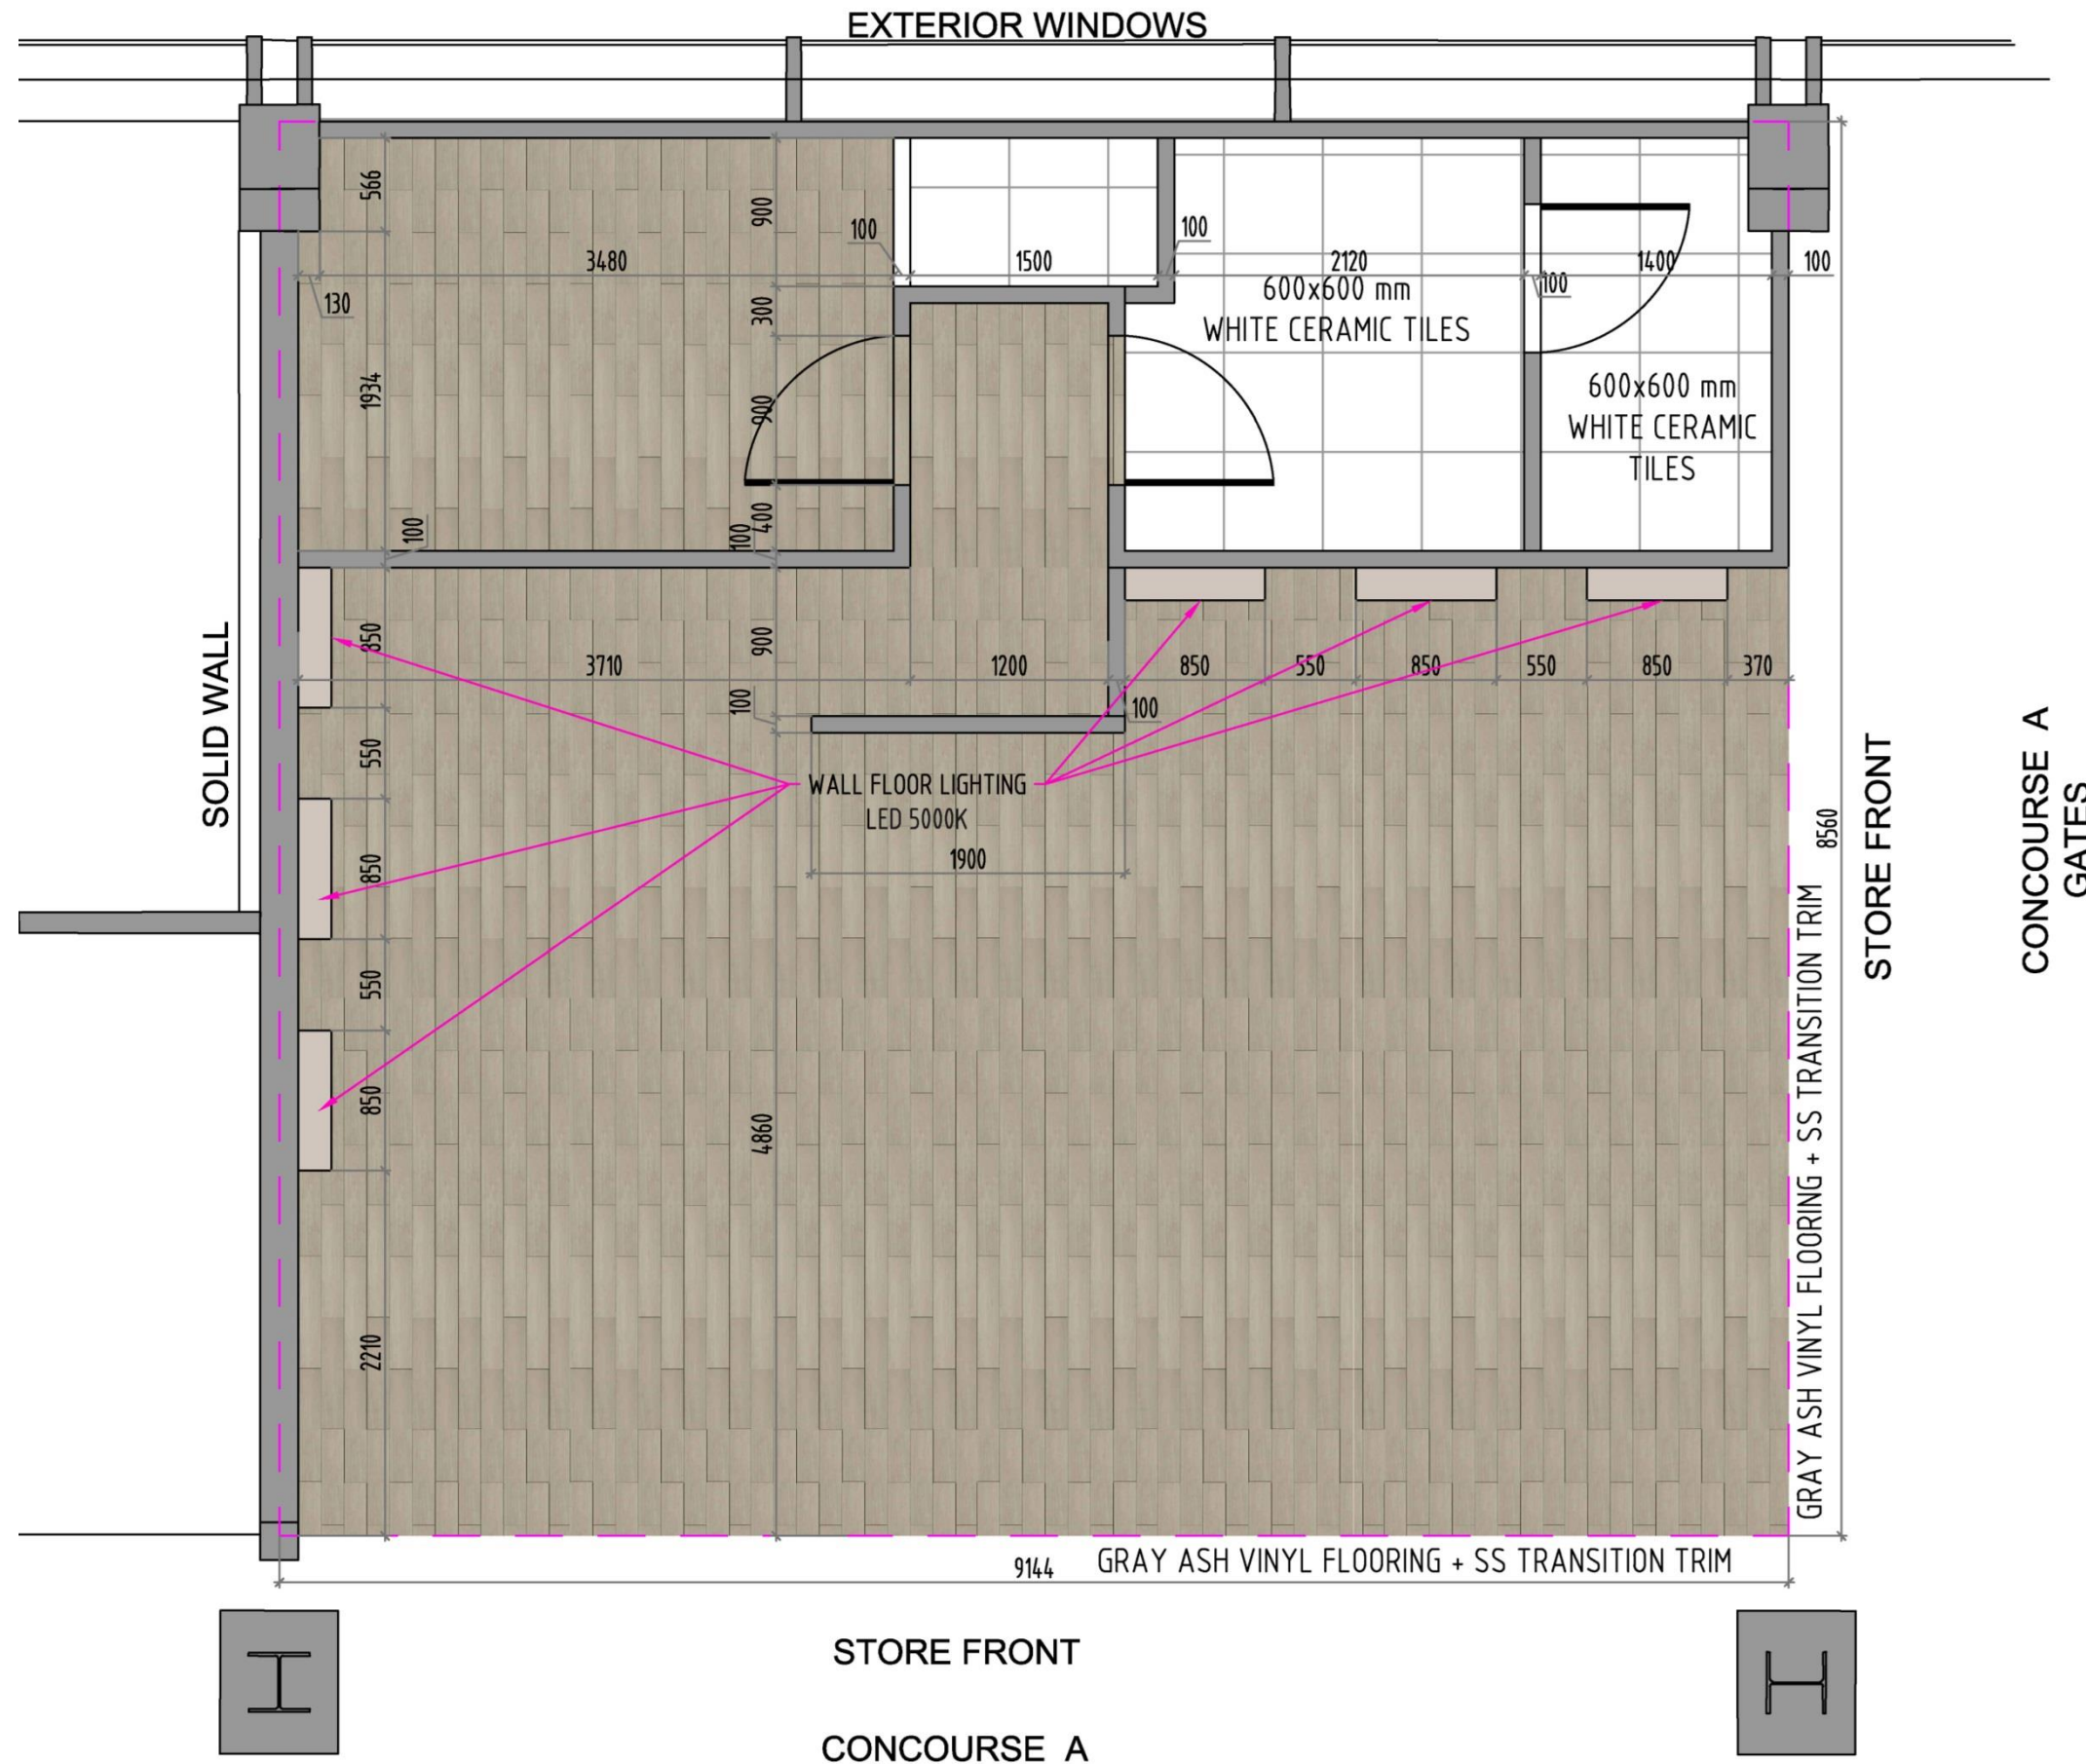 EXTERIOR WINDOWS
566
900
100
100
3480
1500
2120
1400
100
130
100
600x600 mm
WHITE CERAMIC TILES
300
1934
900
600x600 mm
WHITE CERAMIC
TILES
100
100
400
SOLID WALL
850
900
3710
1200
850
550
850
550
850
370
100
100
550
WALL FLOOR LIGHTING
LED 5000K
1900
850
8560
STORE FRONT
CONCOURSE A
GATES
550
850
4860
2210
GRAY ASH VINYL FLOORING + SS TRANSITION TRIM
9144
GRAY ASH VINYL FLOORING + SS TRANSITION TRIM
STORE FRONT
CONCOURSE A